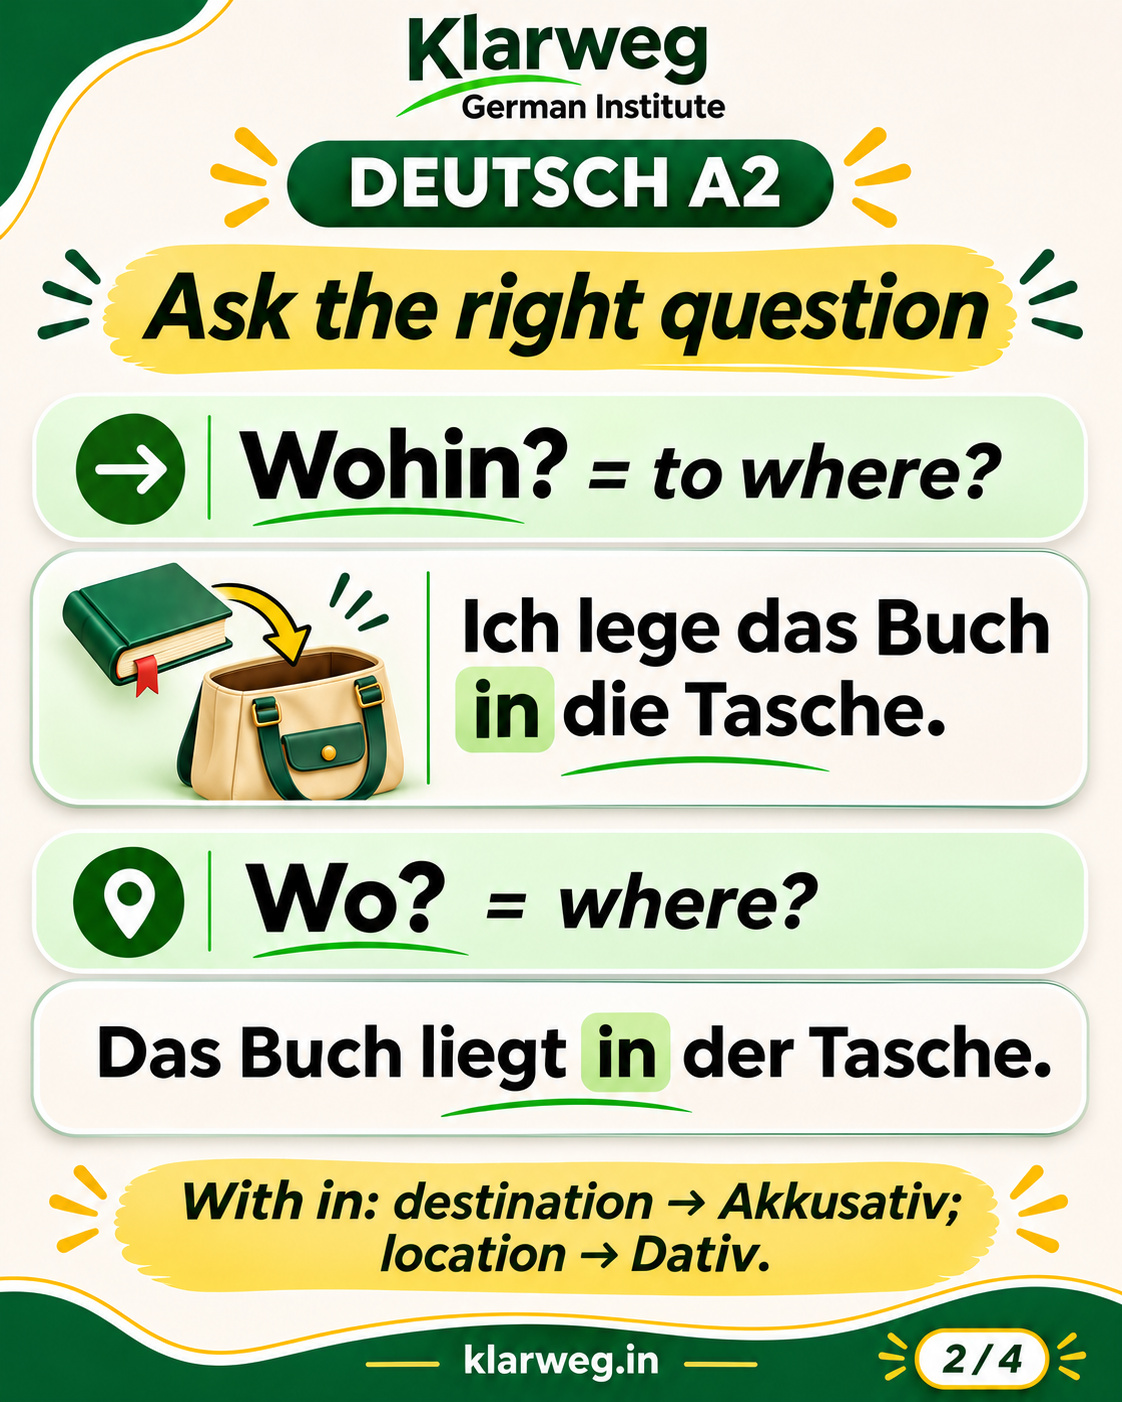 Klarweg
German Institute
DEUTSCH A2
Ask the right question
Wohin? = to where?
Ich lege das Buch
in die Tasche.
Wo? = where?
Das Buch liegt in der Tasche.
With in: destination → Akkusativ;
location → Dativ.
klarweg.in
2/4